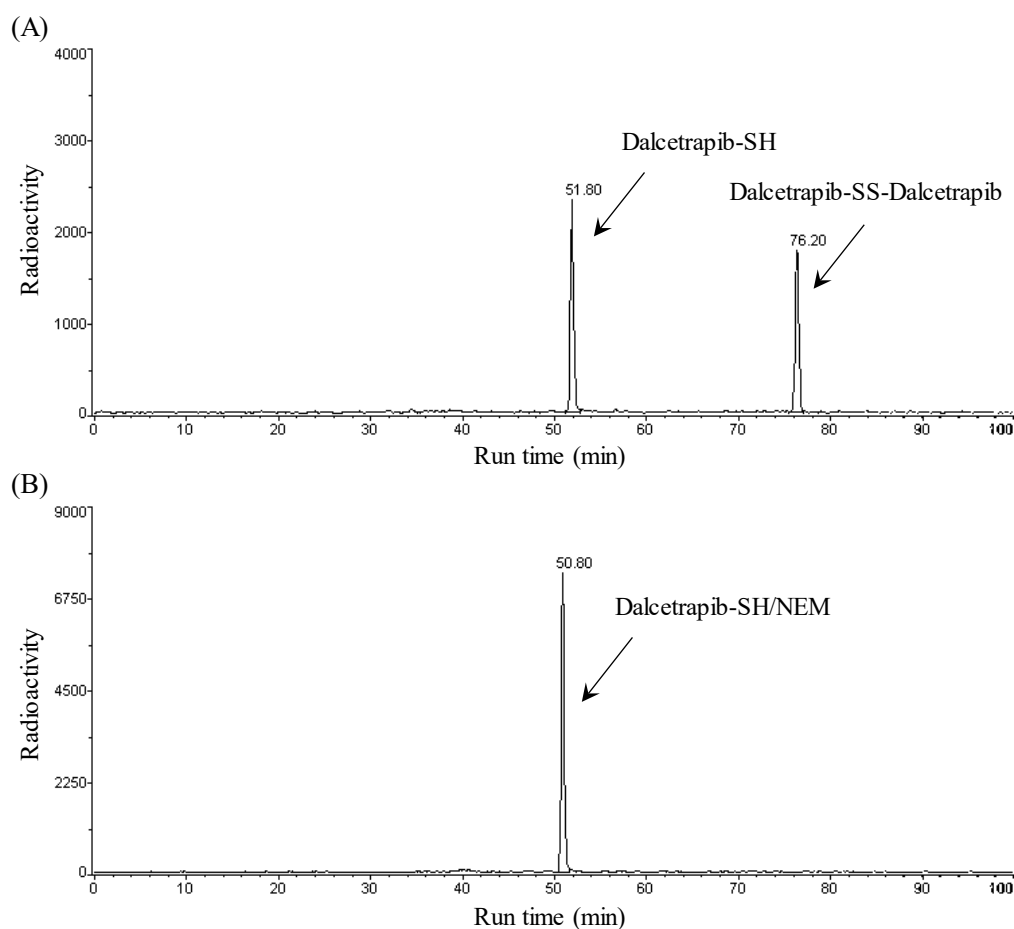 (A)
4000
3000
2000
1000
0
Radioactivity
Dalcetrapib-SH
51.80
Dalcetrapib-SS-Dalcetrapib
76.20
0 10 20 30 40 50 60 70 80 90 100
Run time (min)
(B)
9000
6750
4500
2250
0
Radioactivity
50.80
Dalcetrapib-SH/NEM
0 10 20 30 40 50 60 70 80 90 100
Run time (min)